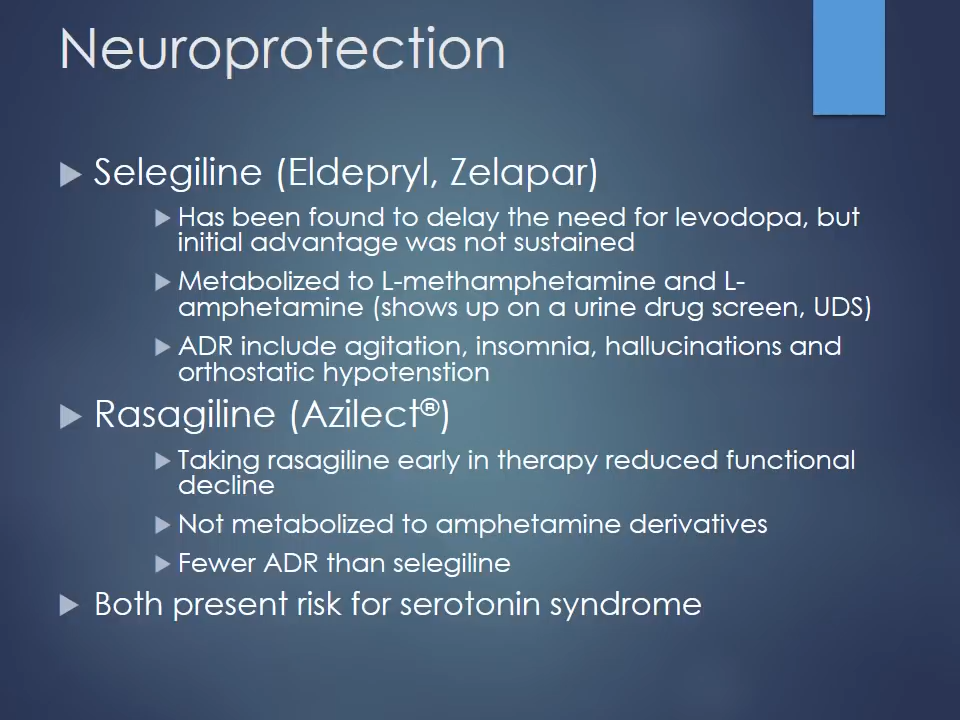 Neuroprotection
Selegiline (Eldepryl, Zelapar)
Has been found to delay the need for levodopa, but
initial advantage was not sustained
Metabolized to L-methamphetamine and L-
amphetamine (shows up on a urine drug screen, UDS)
ADR include agitation, insomnia, hallucinations and
orthostatic hypotenstion
Rasagiline (Azilect®)
Taking rasagiline early in therapy reduced functional
decline
Not metabolized to amphetamine derivatives
Fewer ADR than selegiline
Both present risk for serotonin syndrome